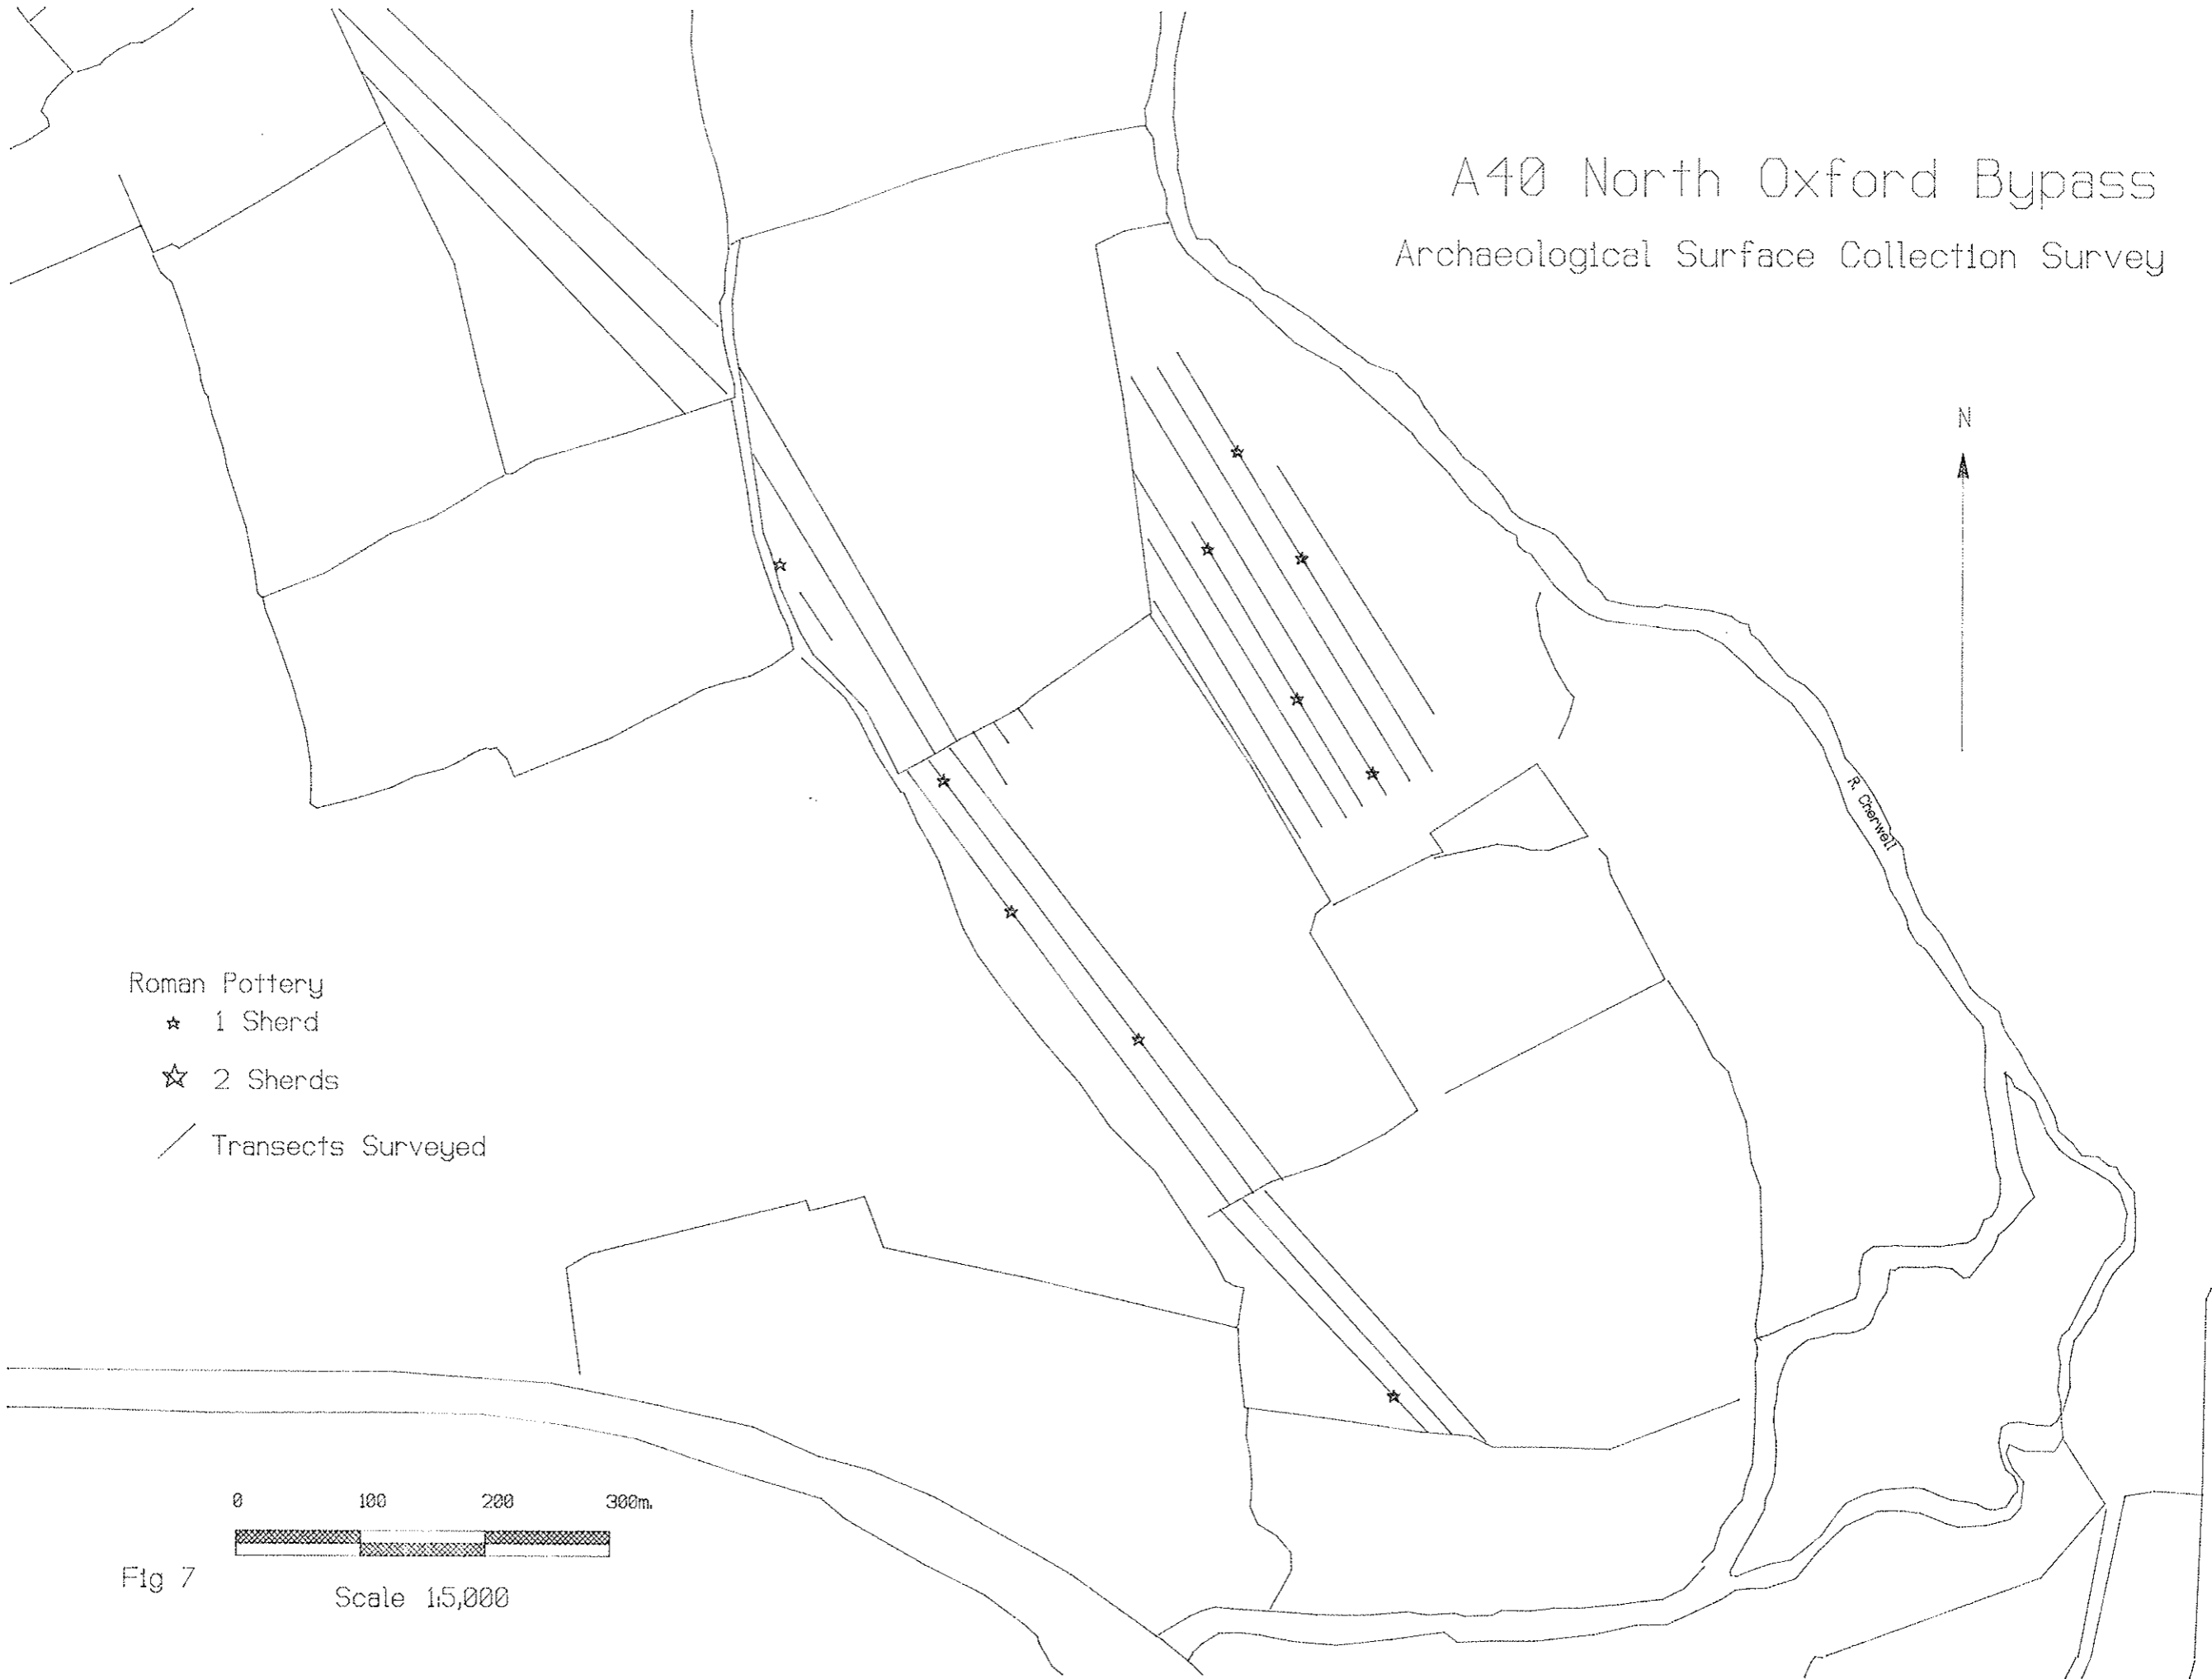 A40 North Oxford Bypass
Archaeological Surface Collection Survey
N
R. Cherwell
Roman Pottery
1 Sherd
2 Sherds
Transects Surveyed
0 100 200 300m.
Fig 7
Scale 1:5,000